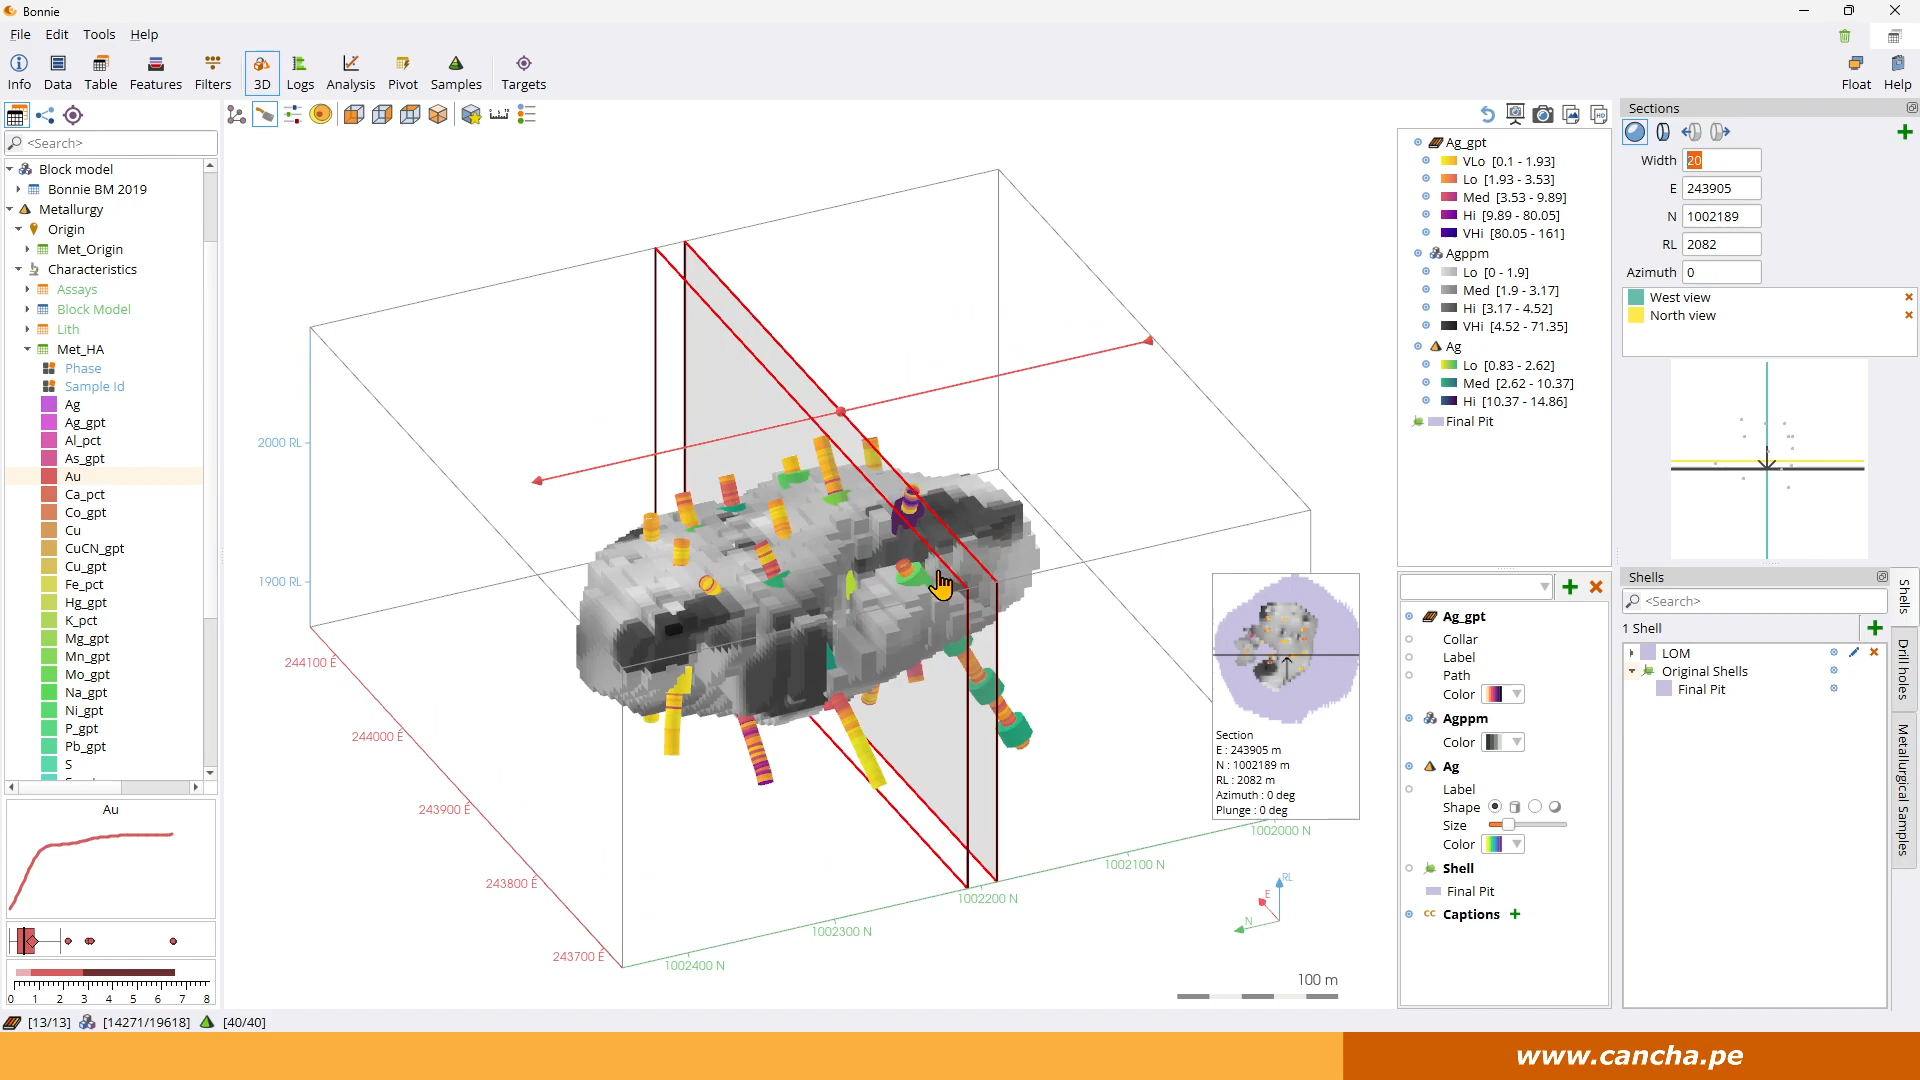 Bonnie
File Edit Tools Help
Info Data Table Features Filters 3D Logs Analysis Pivot Samples Targets Float Help
<Search>
Block model
Bonnie BM 2019
Metallurgy
Origin
Met_Origin
Characteristics
Assays
Block Model
Lith
Met_HA
Phase
Sample Id
Ag
Ag_gpt
Al_pct
As_gpt
Au
Ca_pct
Co_gpt
Cu
CuCN_gpt
Cu_gpt
Fe_pct
Hg_gpt
K_pct
Mg_gpt
Mn_gpt
Mo_gpt
Na_gpt
Ni_gpt
P_gpt
Pb_gpt
S
Au
0 1 2 3 4 5 6 7 8
[13/13] [14271/19618] [40/40]
2000 RL
1900 RL
244100 E
244000 E
243900 E
243800 E
243700 E
1002400 N
1002300 N
1002200 N
1002100 N
1002000 N
RL
E
N
100 m
Section
E : 243905 m
N : 1002189 m
RL : 2082 m
Azimuth : 0 deg
Plunge : 0 deg
Ag_gpt
VLo [0.1 - 1.93]
Lo [1.93 - 3.53]
Med [3.53 - 9.89]
Hi [9.89 - 80.05]
VHi [80.05 - 161]
Agppm
Lo [0 - 1.9]
Med [1.9 - 3.17]
Hi [3.17 - 4.52]
VHi [4.52 - 71.35]
Ag
Lo [0.83 - 2.62]
Med [2.62 - 10.37]
Hi [10.37 - 14.86]
Final Pit
Ag_gpt
Collar
Label
Path
Color
Agppm
Color
Ag
Label
Shape
Size
Color
Shell
Final Pit
CC Captions
Sections
Width 20
E 243905
N 1002189
RL 2082
Azimuth 0
West view
North view
Shells
<Search>
1 Shell
LOM
Original Shells
Final Pit
Shells
Drill holes
Metallurgical Samples
www.cancha.pe